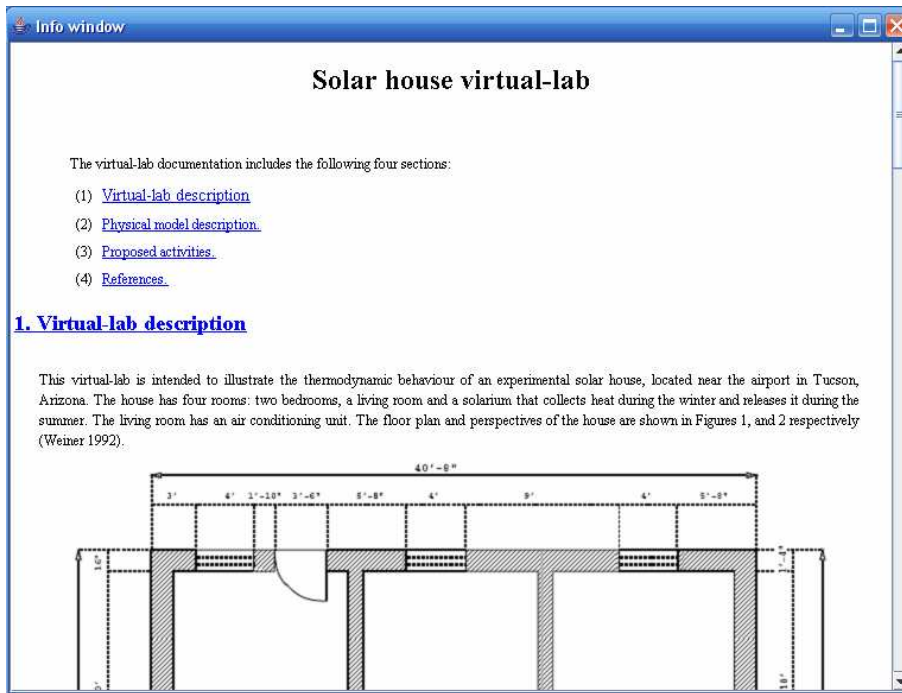 Info window
Solar house virtual-lab
The virtual-lab documentation includes the following four sections:
(1) Virtual-lab description
(2) Physical model description.
(3) Proposed activities.
(4) References.
1. Virtual-lab description
This virtual-lab is intended to illustrate the thermodynamic behaviour of an experimental solar house, located near the airport in Tucson,
Arizona. The house has four rooms: two bedrooms, a living room and a solarium that collects heat during the winter and releases it during the
summer. The living room has an air conditioning unit. The floor plan and perspectives of the house are shown in Figures 1, and 2 respectively
(Weiner 1992).
40'-8"
3' 4' 1'-10" 3'-6" 5'-8" 4' 9' 4' 5'-8"
16"
1'-4"